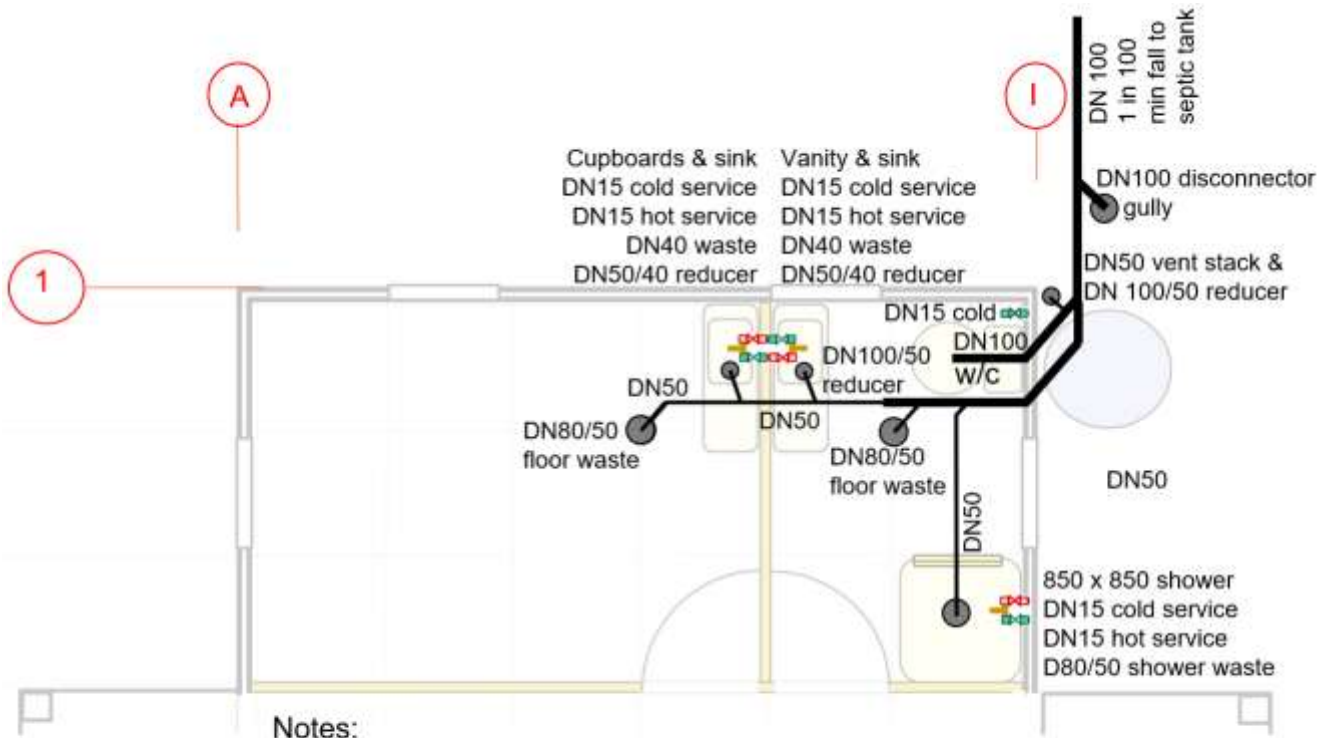 DN 100
1 in 100
min fall to
septic tank
A
I
Cupboards & sink
DN15 cold service
DN15 hot service
DN40 waste
DN50/40 reducer
Vanity & sink
DN15 cold service
DN15 hot service
DN40 waste
DN50/40 reducer
DN100 disconnector
gully
1
DN50 vent stack &
DN 100/50 reducer
DN15 cold
DN100
W/C
DN100/50
reducer
DN50
DN50
DN80/50
floor waste
DN80/50
floor waste
DN50
DN50
850 x 850 shower
DN15 cold service
DN15 hot service
D80/50 shower waste
Notes: